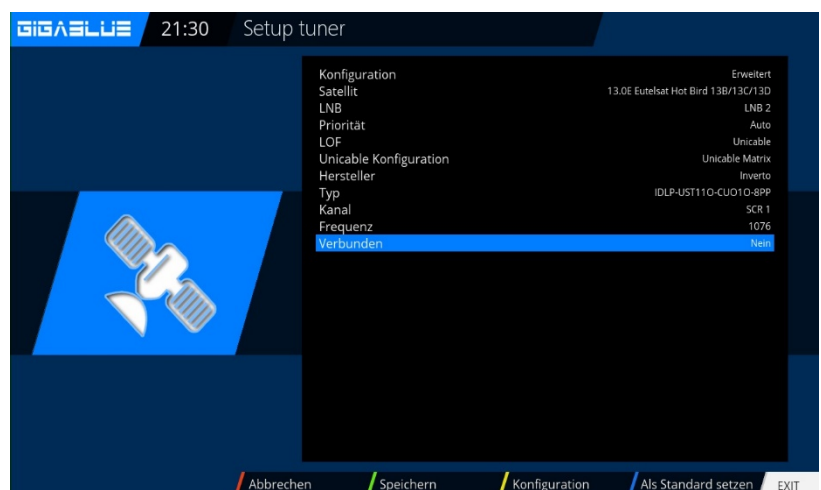 GIGABLUE 21:30 Setup tuner
Konfiguration Erweitert
Satellit 13.0E Eutelsat Hot Bird 13B/13C/13D
LNB LNB 2
Priorität Auto
LOF Unicable
Unicable Konfiguration Unicable Matrix
Hersteller Inverto
Typ IDLP-UST11O-CUO1O-8PP
Kanal SCR 1
Frequenz 1076
Verbunden Nein
Abbrechen Speichern Konfiguration Als Standard setzen EXIT